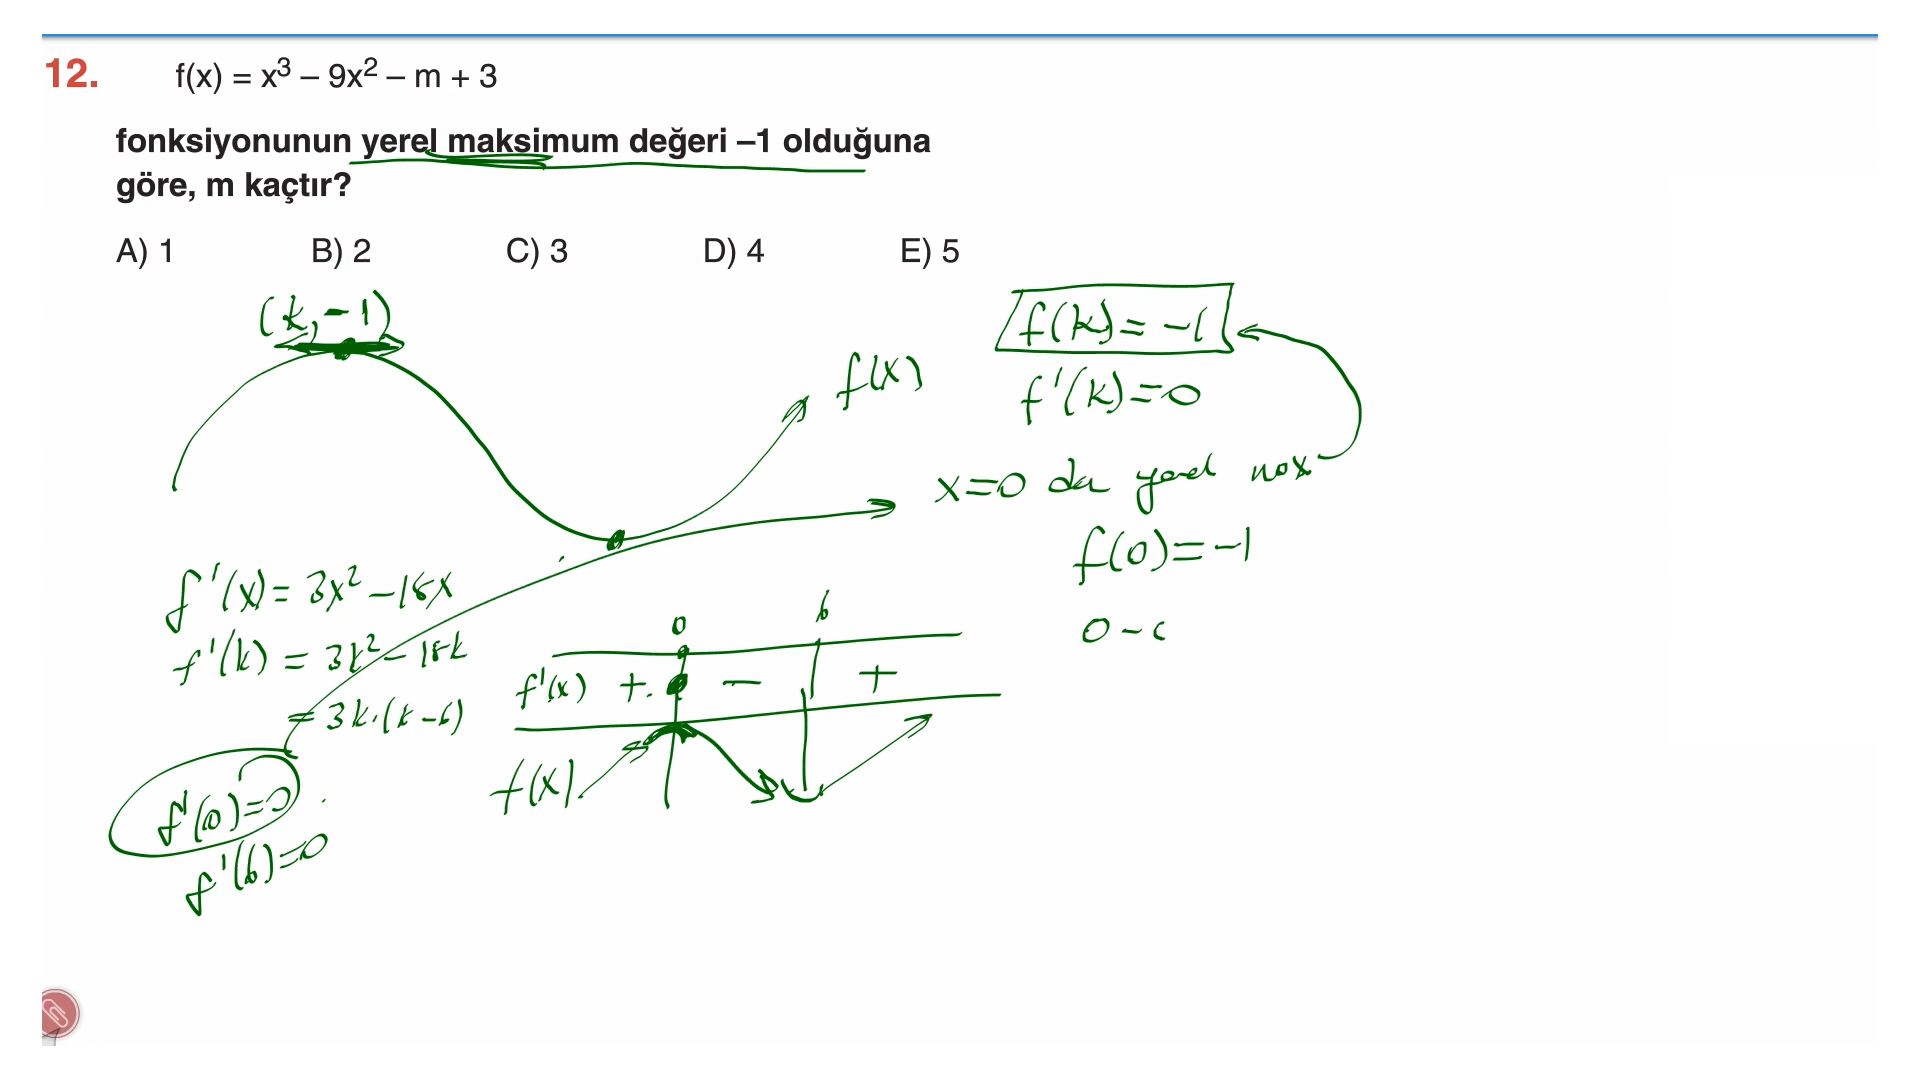 12. f(x) = x³ – 9x² – m + 3
fonksiyonunun yerel maksimum değeri –1 olduğuna
göre, m kaçtır?
A) 1 B) 2 C) 3 D) 4 E) 5
(k, -1)
f(x)
f(k) = -1
f'(k) = 0
x=0 da yerel max
f(0) = -1
0 -
f'(x) = 3x² - 18x
f'(k) = 3k² - 18k
= 3k.(k-6)
f'(0)=0
f'(6)=0
0 6
f'(x) + - +
f(x)